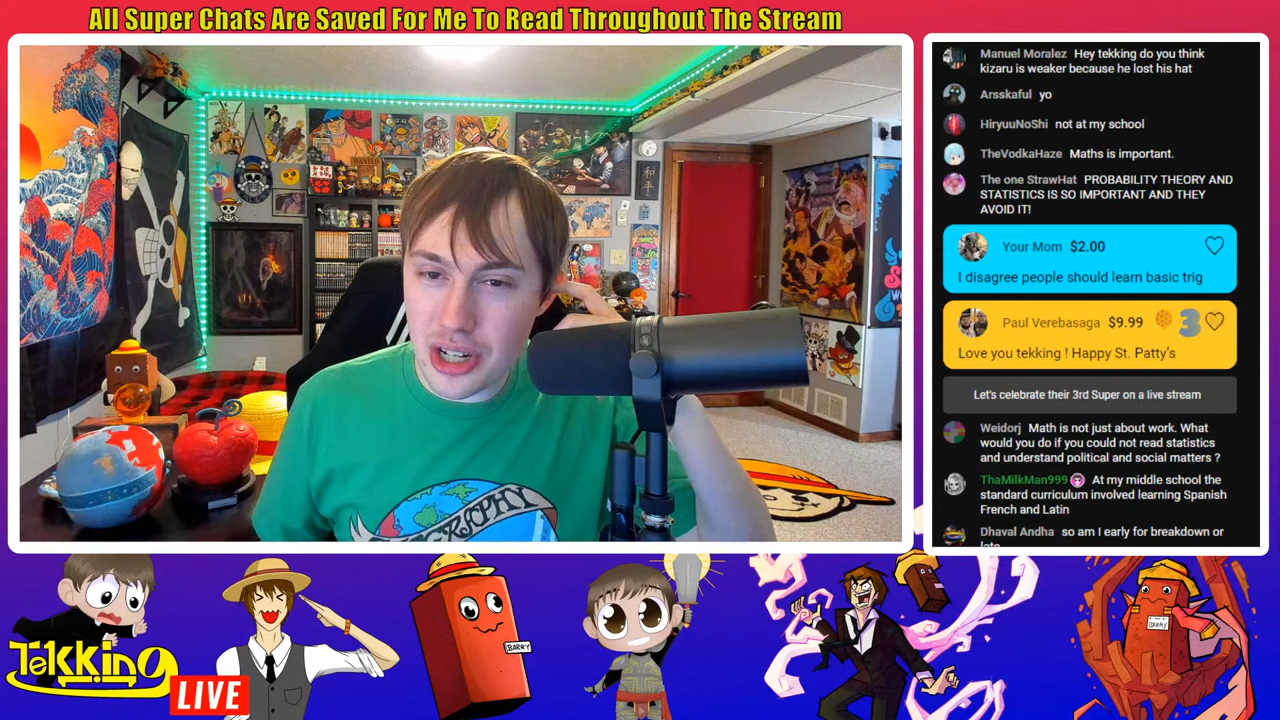 All Super Chats Are Saved For Me To Read Throughout The Stream
WANTED
GRAPHY
Manuel Moralez Hey tekking do you think
kizaru is weaker because he lost his hat
Arsskaful yo
HiryuuNoShi not at my school
TheVodkaHaze Maths is important.
The one StrawHat PROBABILITY THEORY AND
STATISTICS IS SO IMPORTANT AND THEY
AVOID IT!
Your Mom $2.00
I disagree people should learn basic trig
Paul Verebasaga $9.99 3
Love you tekking ! Happy St. Patty's
Let's celebrate their 3rd Super on a live stream
Weidorj Math is not just about work. What
would you do if you could not read statistics
and understand political and social matters ?
ThaMilkMan999 At my middle school the
standard curriculum involved learning Spanish
French and Latin
Dhaval Andha so am I early for breakdown or
late
Tekking
LIVE
BARRY
BARRY